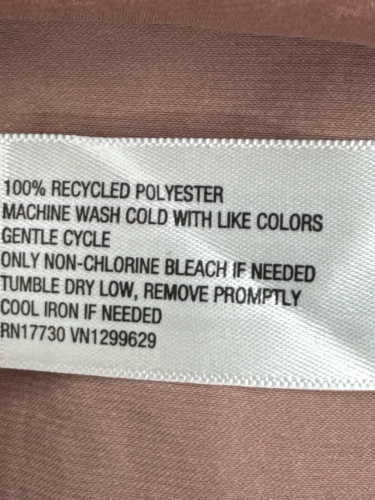 100% RECYCLED POLYESTER
MACHINE WASH COLD WITH LIKE COLORS
GENTLE CYCLE
ONLY NON-CHLORINE BLEACH IF NEEDED
TUMBLE DRY LOW, REMOVE PROMPTLY
COOL IRON IF NEEDED
RN17730 VN1299629